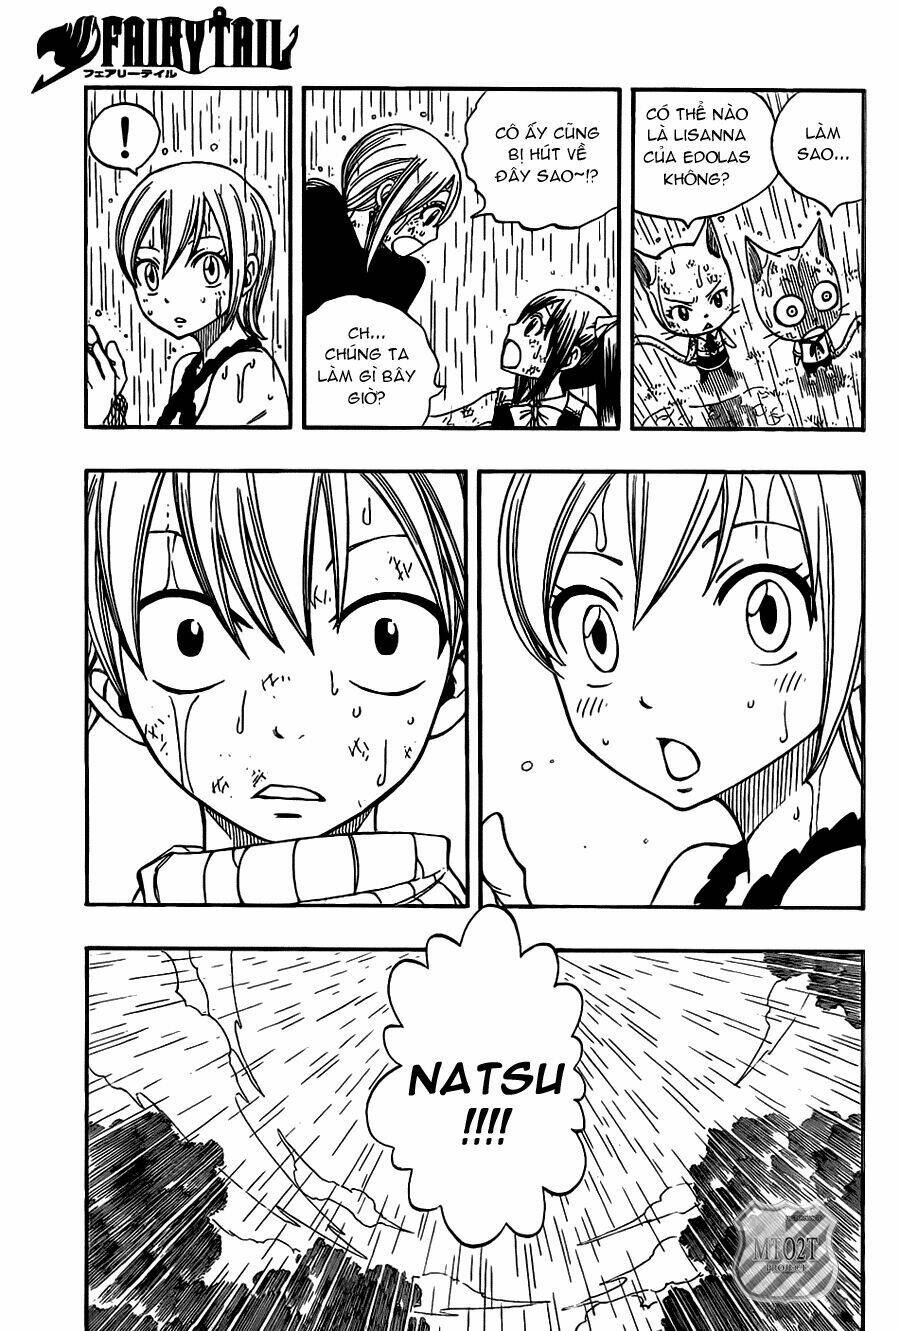 FAIRY TAIL
フェアリーテイル
LÀM
SAO...
CÓ THỂ NÀO
LÀ LISANNA
CỦA EDOLAS
KHÔNG?
CÔ ẤY CŨNG
BỊ HÚT VỀ
ĐÂY SAO~!?
CH...
CHÚNG TA
LÀM GÌ BÂY
GIỜ?
!
NATSU
!!!!
MT02T
PROJECT